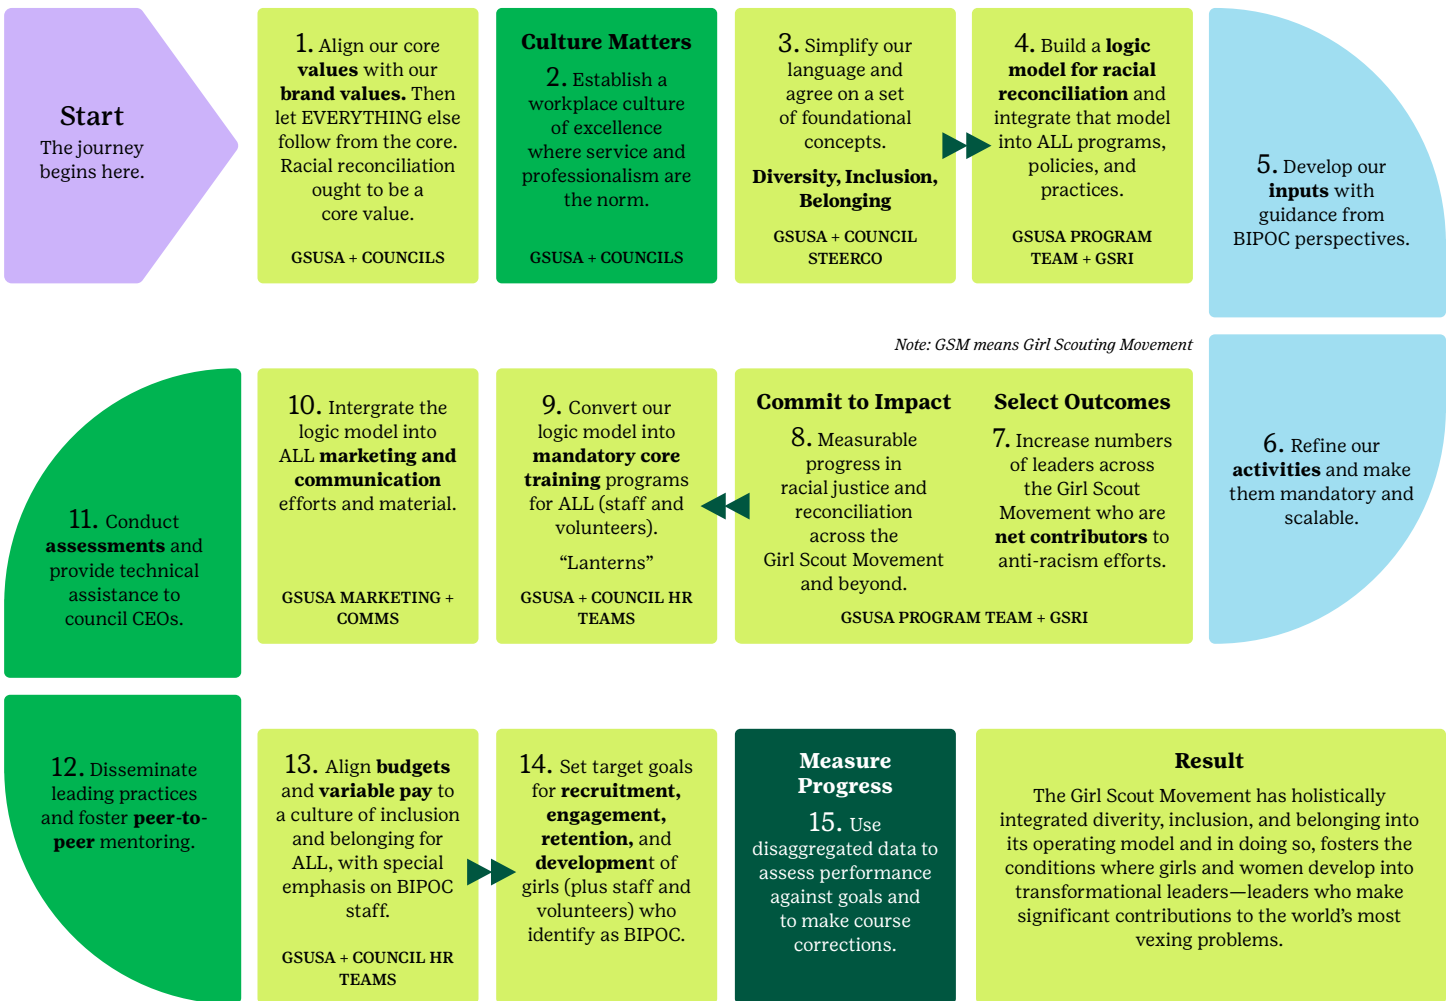 Start
The journey
begins here.
1. Align our core
values with our
brand values. Then
let EVERYTHING else
follow from the core.
Racial reconciliation
ought to be a
core value.
GSUSA + COUNCILS
Culture Matters
2. Establish a
workplace culture
of excellence
where service and
professionalism are
the norm.
GSUSA + COUNCILS
3. Simplify our
language and
agree on a set
of foundational
concepts.
Diversity, Inclusion,
Belonging
GSUSA + COUNCIL
STEERCO
4. Build a logic
model for racial
reconciliation and
integrate that model
into ALL programs,
policies, and
practices.
GSUSA PROGRAM
TEAM + GSRI
5. Develop our
inputs with
guidance from
BIPOC perspectives.
Note: GSM means Girl Scouting Movement
6. Refine our
activities and make
them mandatory and
scalable.
Select Outcomes
7. Increase numbers
of leaders across
the Girl Scout
Movement who are
net contributors to
anti-racism efforts.
Commit to Impact
8. Measurable
progress in
racial justice and
reconciliation
across the
Girl Scout Movement
and beyond.
GSUSA PROGRAM TEAM + GSRI
9. Convert our
logic model into
mandatory core
training programs
for ALL (staff and
volunteers).
“Lanterns”
GSUSA + COUNCIL HR
TEAMS
10. Intergrate the
logic model into
ALL marketing and
communication
efforts and material.
GSUSA MARKETING +
COMMS
11. Conduct
assessments and
provide technical
assistance to
council CEOs.
12. Disseminate
leading practices
and foster peer-to-
peer mentoring.
13. Align budgets
and variable pay to
a culture of inclusion
and belonging for
ALL, with special
emphasis on BIPOC
staff.
GSUSA + COUNCIL HR
TEAMS
14. Set target goals
for recruitment,
engagement,
retention, and
development of
girls (plus staff and
volunteers) who
identify as BIPOC.
Measure
Progress
15. Use
disaggregated data to
assess performance
against goals and
to make course
corrections.
Result
The Girl Scout Movement has holistically
integrated diverity, inclusion, and belonging into
its operating model and in doing so, fosters the
conditions where girls and women develop into
transformational leaders—leaders who make
significant contributions to the world’s most
vexing problems.